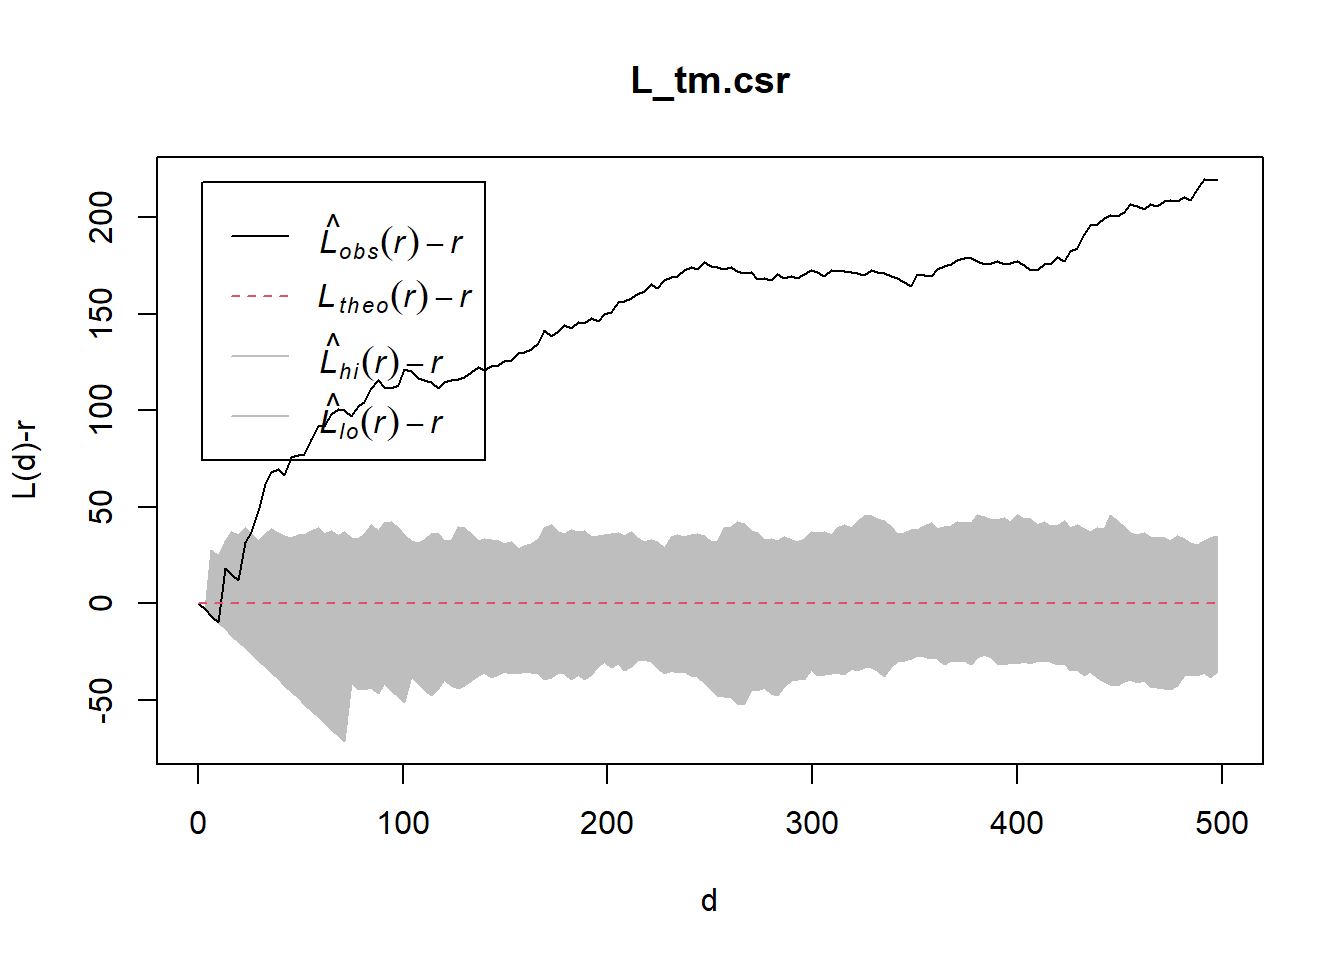 L_tm.csr
L̂obs(r) − r
Ltheo(r) − r
L̂hi(r) − r
L̂lo(r) − r
L(d)-r
200
150
100
50
0
-50
0 100 200 300 400 500
d